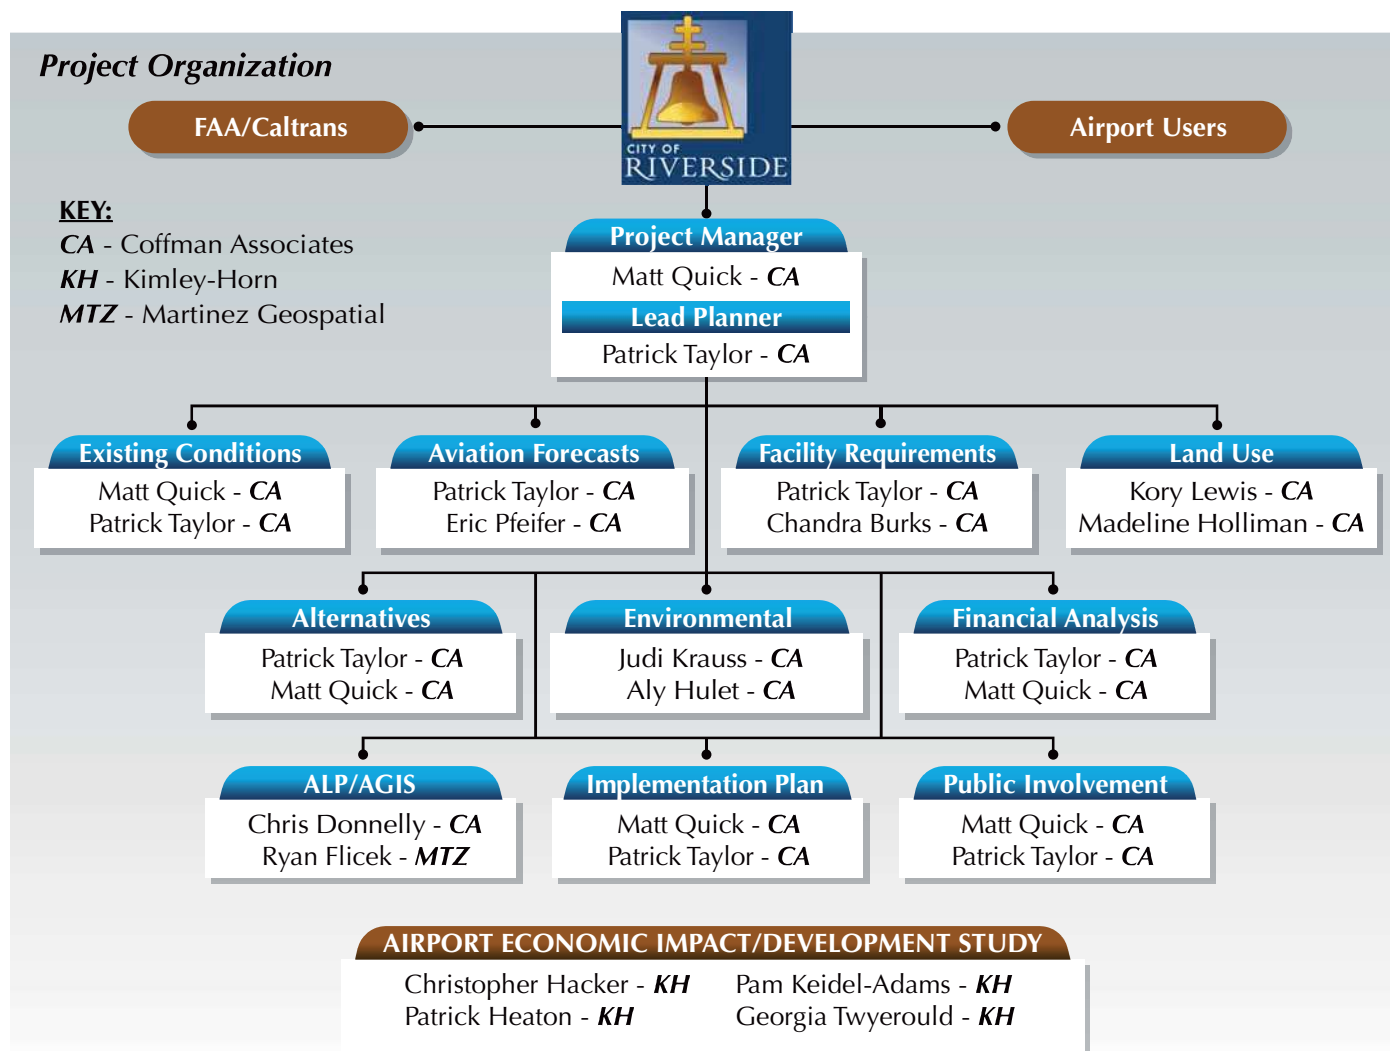 Project Organization
FAA/Caltrans
CITY OF
RIVERSIDE
Airport Users
KEY:
CA - Coffman Associates
KH - Kimley-Horn
MTZ - Martinez Geospatial
Project Manager
Matt Quick - CA
Lead Planner
Patrick Taylor - CA
Existing Conditions
Matt Quick - CA
Patrick Taylor - CA
Aviation Forecasts
Patrick Taylor - CA
Eric Pfeifer - CA
Facility Requirements
Patrick Taylor - CA
Chandra Burks - CA
Land Use
Kory Lewis - CA
Madeline Holliman - CA
Alternatives
Patrick Taylor - CA
Matt Quick - CA
Environmental
Judi Krauss - CA
Aly Hulet - CA
Financial Analysis
Patrick Taylor - CA
Matt Quick - CA
ALP/AGIS
Chris Donnelly - CA
Ryan Flicek - MTZ
Implementation Plan
Matt Quick - CA
Patrick Taylor - CA
Public Involvement
Matt Quick - CA
Patrick Taylor - CA
AIRPORT ECONOMIC IMPACT/DEVELOPMENT STUDY
Christopher Hacker - KH
Patrick Heaton - KH
Pam Keidel-Adams - KH
Georgia Twyerould - KH